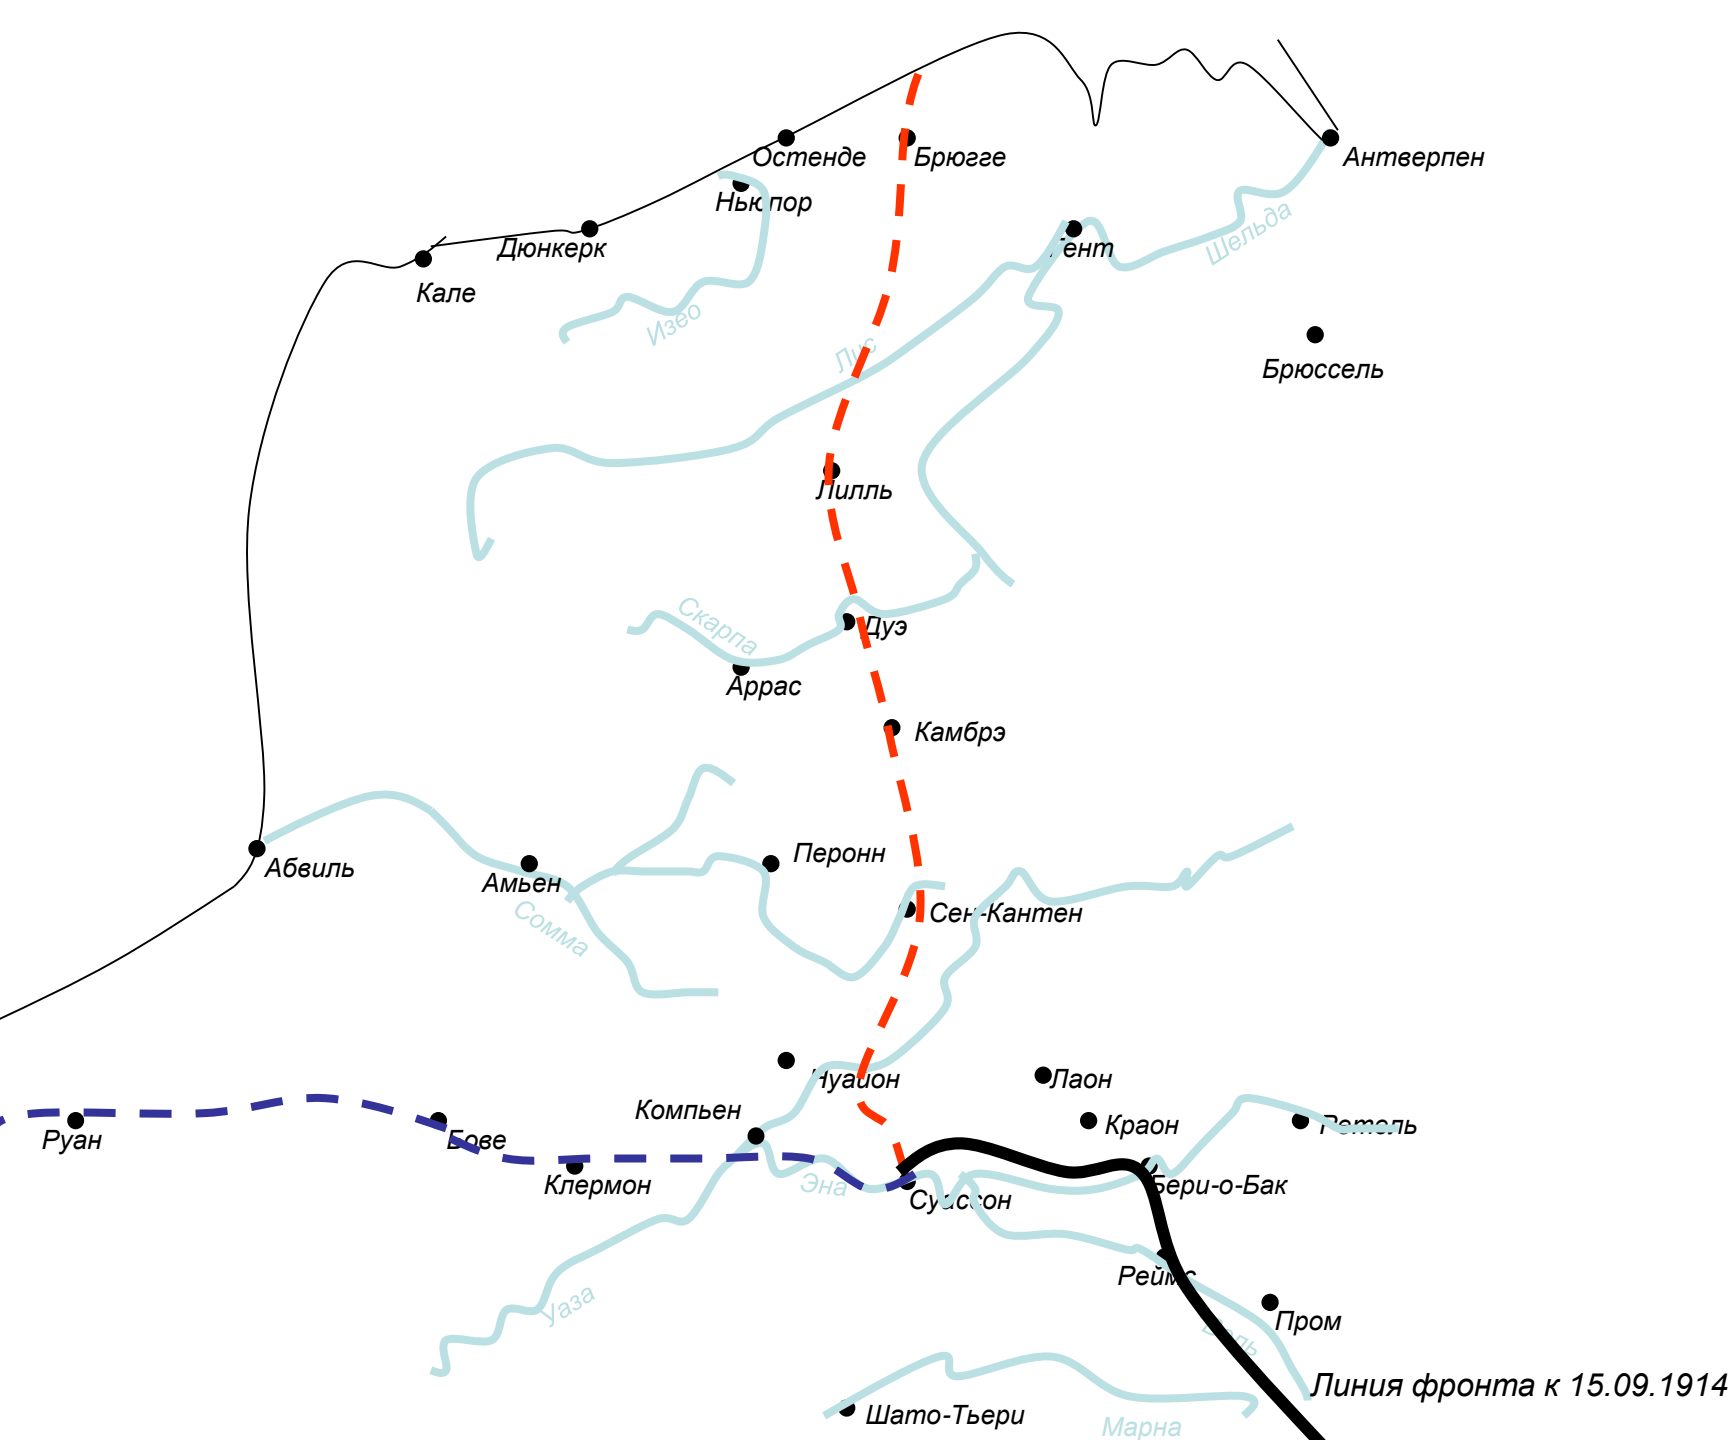 Остенде
Брюгге
Антверпен
Ньюпор
Шельда
Дюнкерк
Гент
Кале
Изео
Лис
Брюссель
Лилль
Скарпа
Дуэ
Аррас
Камбрэ
Перонн
Абвиль
Амьен
Сен-Кантен
Сомма
Нуайон
Лаон
Компьен
Краон
Ретель
Руан
Бове
Клермон
Эна
Бери-о-Бак
Суассон
Реймс
Уаза
Пром
Линия фронта к 15.09.1914
Шато-Тьери
Марна